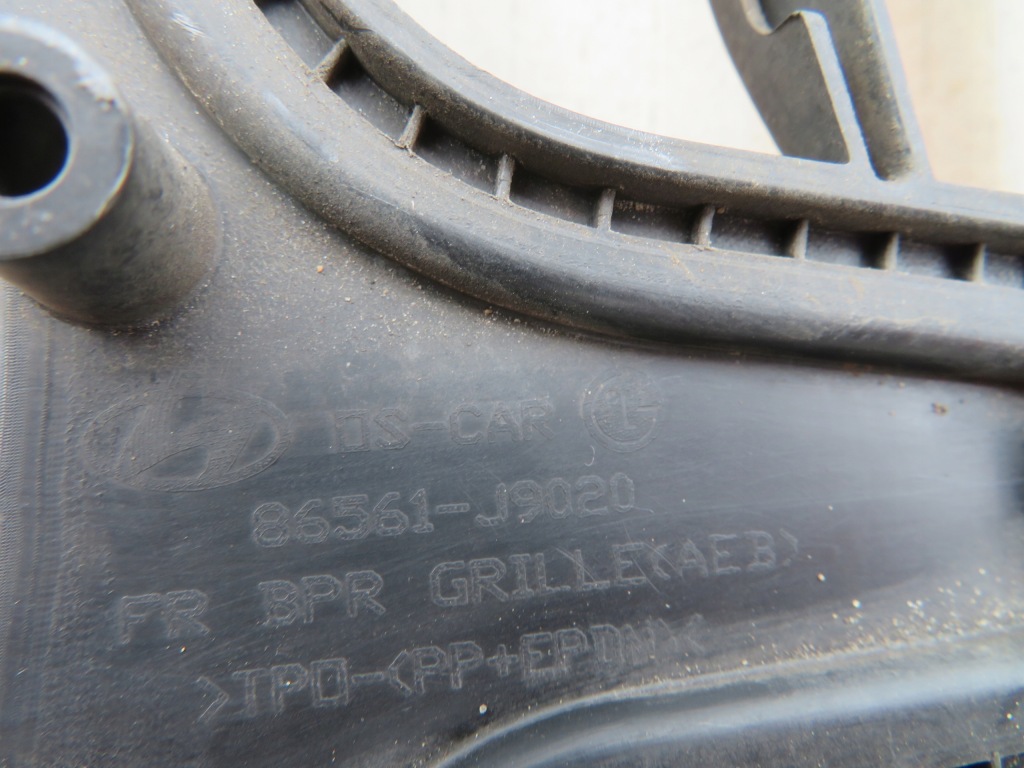 OS-CAR
86561-J9020
FR BPR GRILLE(AEB)
>TPO-(PP+EPDM)<